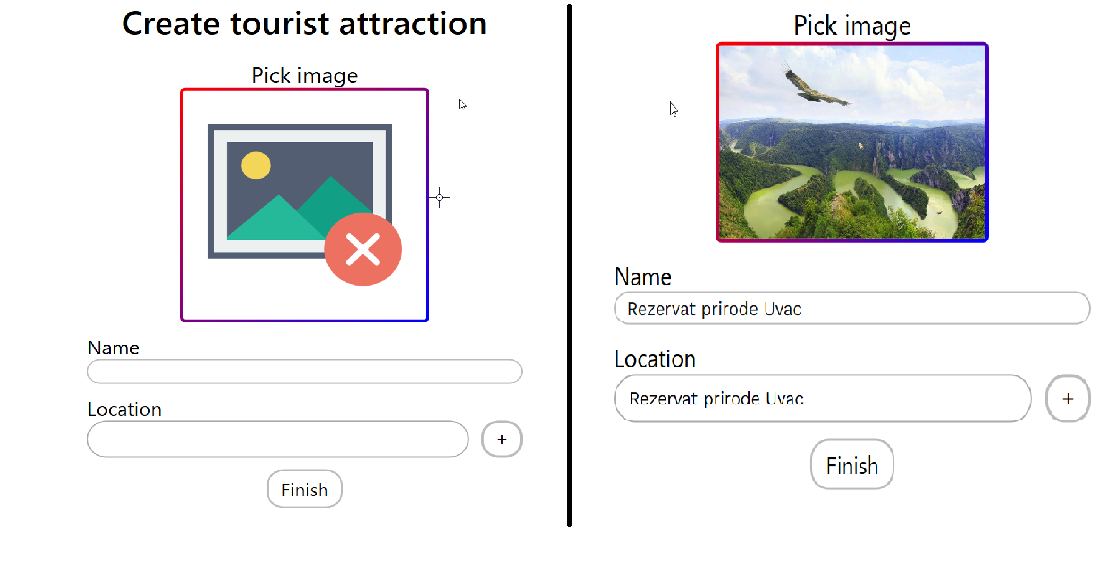 Create tourist attraction
Pick image
Name
Location
+
Finish
Pick image
Name
Rezervat prirode Uvac
Location
Rezervat prirode Uvac
+
Finish